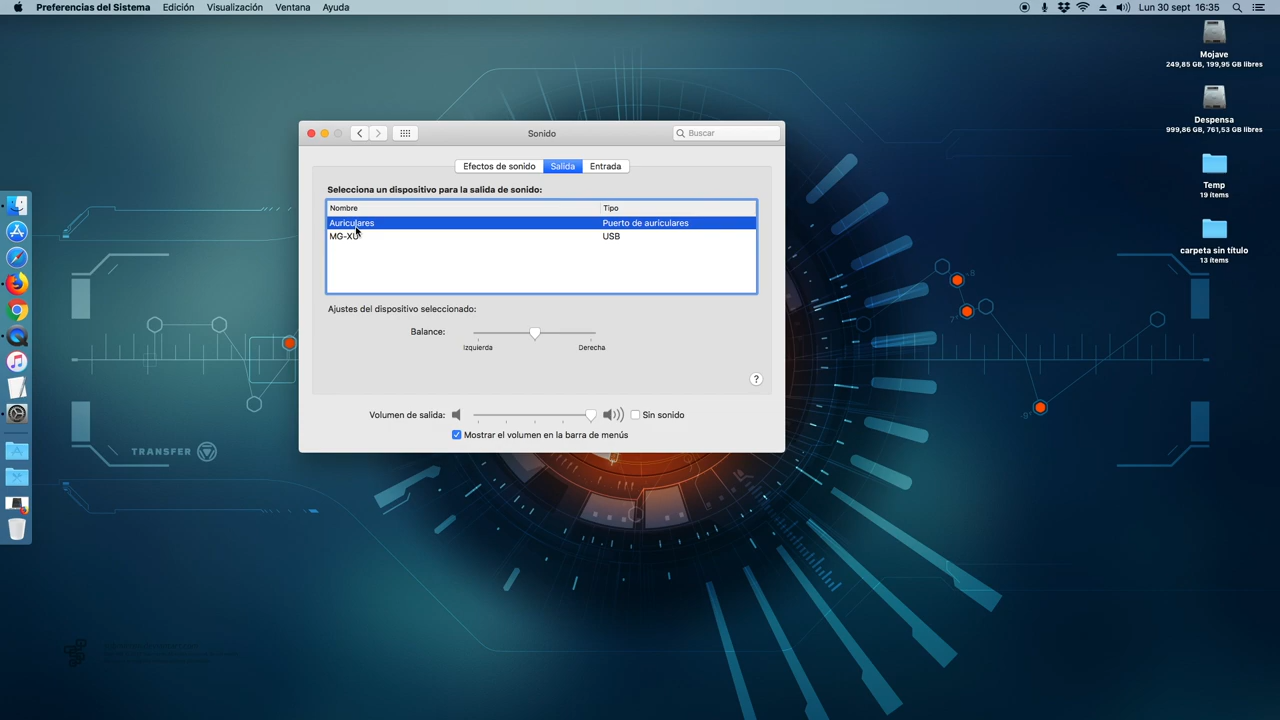 Preferencias del Sistema Edición Visualización Ventana Ayuda
Lun 30 sept 16:35
Mojave
249,85 GB, 199,95 GB libres
Despensa
999,86 GB, 761,53 GB libres
Temp
19 ítems
carpeta sin título
13 ítems
Sonido
Buscar
Efectos de sonido Salida Entrada
Selecciona un dispositivo para la salida de sonido:
Nombre Tipo
Auriculares Puerto de auriculares
MG-XU USB
Ajustes del dispositivo seleccionado:
Balance:
Izquierda Derecha
?
Volumen de salida: Sin sonido
Mostrar el volumen en la barra de menús
TRANSFER